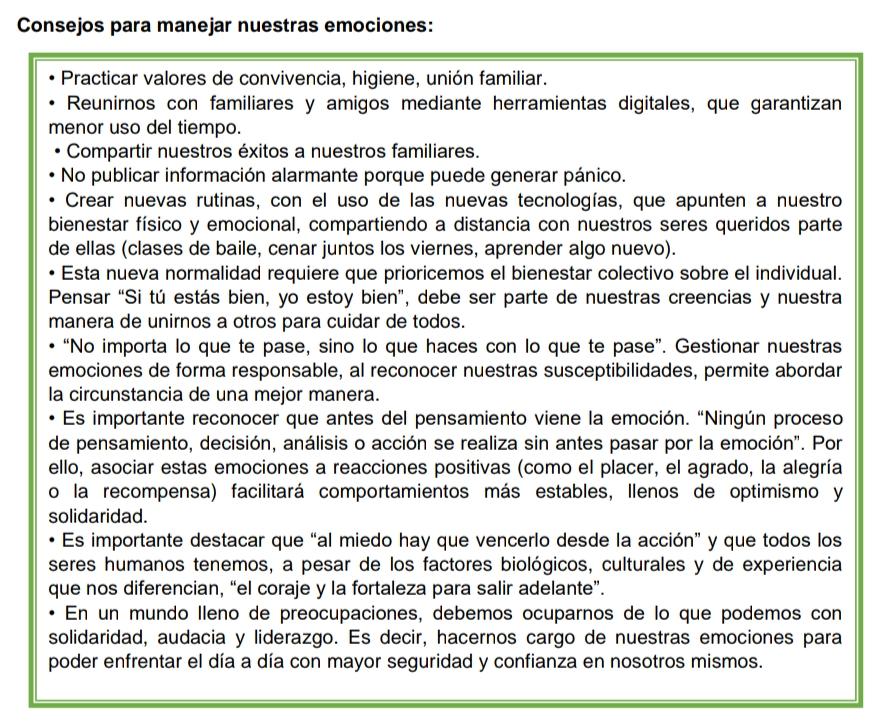 Consejos para manejar nuestras emociones:
• Practicar valores de convivencia, higiene, unión familiar.
• Reunirnos con familiares y amigos mediante herramientas digitales, que garantizan
menor uso del tiempo.
• Compartir nuestros éxitos a nuestros familiares.
• No publicar información alarmante porque puede generar pánico.
• Crear nuevas rutinas, con el uso de las nuevas tecnologías, que apunten a nuestro
bienestar físico y emocional, compartiendo a distancia con nuestros seres queridos parte
de ellas (clases de baile, cenar juntos los viernes, aprender algo nuevo).
• Esta nueva normalidad requiere que prioricemos el bienestar colectivo sobre el individual.
Pensar “Si tú estás bien, yo estoy bien”, debe ser parte de nuestras creencias y nuestra
manera de unirnos a otros para cuidar de todos.
• “No importa lo que te pase, sino lo que haces con lo que te pase”. Gestionar nuestras
emociones de forma responsable, al reconocer nuestras susceptibilidades, permite abordar
la circunstancia de una mejor manera.
• Es importante reconocer que antes del pensamiento viene la emoción. “Ningún proceso
de pensamiento, decisión, análisis o acción se realiza sin antes pasar por la emoción”. Por
ello, asociar estas emociones a reacciones positivas (como el placer, el agrado, la alegría
o la recompensa) facilitará comportamientos más estables, llenos de optimismo y
solidaridad.
• Es importante destacar que “al miedo hay que vencerlo desde la acción” y que todos los
seres humanos tenemos, a pesar de los factores biológicos, culturales y de experiencia
que nos diferencian, “el coraje y la fortaleza para salir adelante”.
• En un mundo lleno de preocupaciones, debemos ocuparnos de lo que podemos con
solidaridad, audacia y liderazgo. Es decir, hacernos cargo de nuestras emociones para
poder enfrentar el día a día con mayor seguridad y confianza en nosotros mismos.